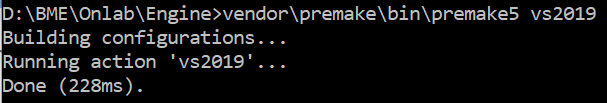 D:\BME\Onlab\Engine>vendor\premake\bin\premake5 vs2019
Building configurations...
Running action 'vs2019'...
Done (228ms).